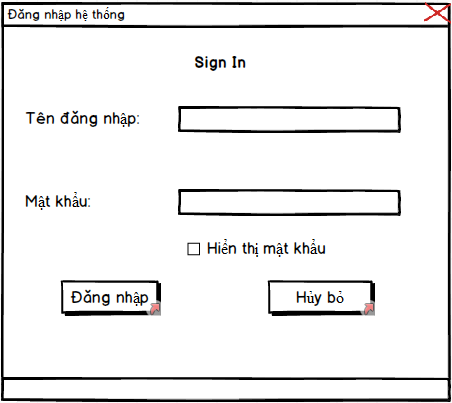 Đăng nhập hệ thống
Sign In
Tên đăng nhập:
Mật khẩu:
Hiển thị mật khẩu
Đăng nhập
Hủy bỏ